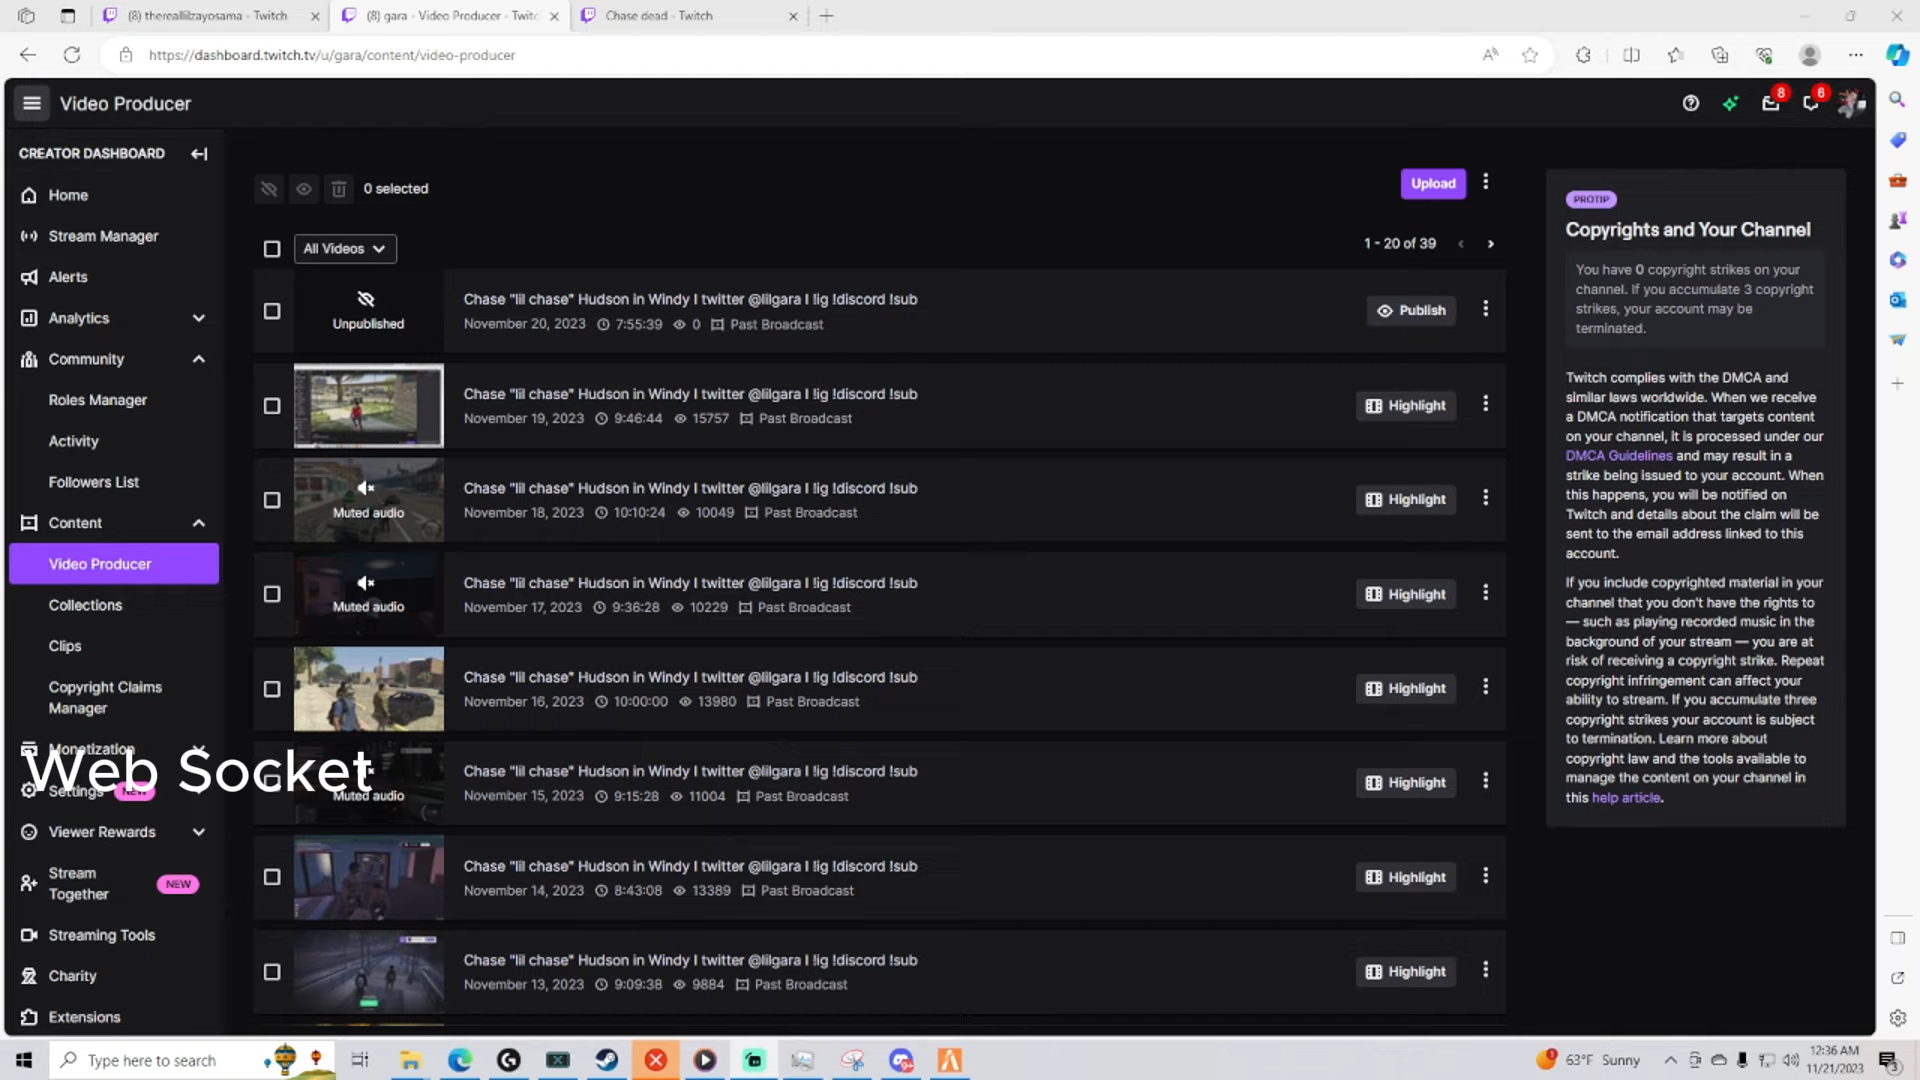 (8) thereallilzayosama - Twitch
(8) gara - Video Producer - Twitc
Chase dead - Twitch
https://dashboard.twitch.tv/u/gara/content/video-producer
Video Producer
8
6
CREATOR DASHBOARD
Home
Stream Manager
Alerts
Analytics
Community
Roles Manager
Activity
Followers List
Content
Video Producer
Collections
Clips
Copyright Claims
Manager
Monetization
Web Socket
Settings NEW
Viewer Rewards
Stream
Together
NEW
Streaming Tools
Charity
Extensions
0 selected
Upload
All Videos
1 - 20 of 39
Unpublished
Chase "lil chase" Hudson in Windy I twitter @lilgara I !ig !discord !sub
November 20, 2023 7:55:39 0 Past Broadcast
Publish
Chase "lil chase" Hudson in Windy I twitter @lilgara I !ig !discord !sub
November 19, 2023 9:46:44 15757 Past Broadcast
Highlight
Muted audio
Chase "lil chase" Hudson in Windy I twitter @lilgara I !ig !discord !sub
November 18, 2023 10:10:24 10049 Past Broadcast
Highlight
Muted audio
Chase "lil chase" Hudson in Windy I twitter @lilgara I !ig !discord !sub
November 17, 2023 9:36:28 10229 Past Broadcast
Highlight
Chase "lil chase" Hudson in Windy I twitter @lilgara I !ig !discord !sub
November 16, 2023 10:00:00 13980 Past Broadcast
Highlight
Muted audio
Chase "lil chase" Hudson in Windy I twitter @lilgara I !ig !discord !sub
November 15, 2023 9:15:28 11004 Past Broadcast
Highlight
Chase "lil chase" Hudson in Windy I twitter @lilgara I !ig !discord !sub
November 14, 2023 8:43:08 13389 Past Broadcast
Highlight
Chase "lil chase" Hudson in Windy I twitter @lilgara I !ig !discord !sub
November 13, 2023 9:09:38 9884 Past Broadcast
Highlight
PROTIP
Copyrights and Your Channel
You have 0 copyright strikes on your
channel. If you accumulate 3 copyright
strikes, your account may be
terminated.
Twitch complies with the DMCA and
similar laws worldwide. When we receive
a DMCA notification that targets content
on your channel, it is processed under our
DMCA Guidelines and may result in a
strike being issued to your account. When
this happens, you will be notified on
Twitch and details about the claim will be
sent to the email address linked to this
account.
If you include copyrighted material in your
channel that you don't have the rights to
— such as playing recorded music in the
background of your stream — you are at
risk of receiving a copyright strike. Repeat
copyright infringement can affect your
ability to stream. If you accumulate three
copyright strikes your account is subject
to termination. Learn more about
copyright law and the tools available to
manage the content on your channel in
this help article.
Type here to search
1
63°F Sunny
12:36 AM
11/21/2023
3